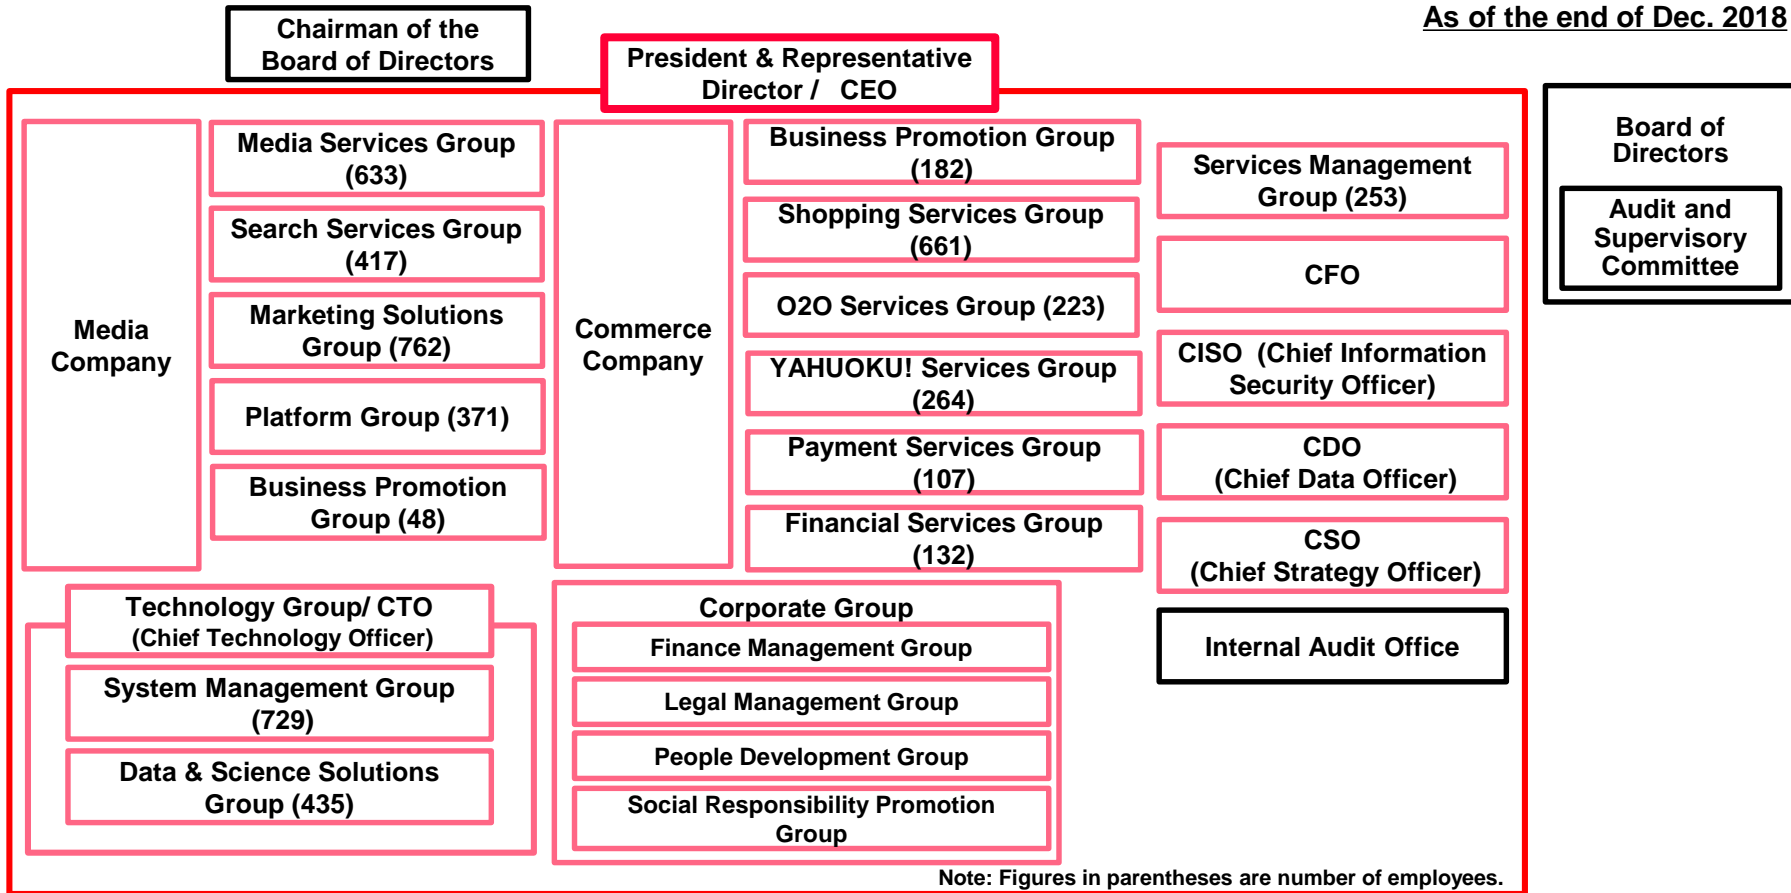 As of the end of Dec. 2018
Chairman of the
Board of Directors
President & Representative
Director / CEO
Media
Company
Media Services Group
(633)
Search Services Group
(417)
Marketing Solutions
Group (762)
Platform Group (371)
Business Promotion
Group (48)
Commerce
Company
Business Promotion Group
(182)
Shopping Services Group
(661)
O2O Services Group (223)
YAHUOKU! Services Group
(264)
Payment Services Group
(107)
Financial Services Group
(132)
Services Management
Group (253)
CFO
CISO (Chief Information
Security Officer)
CDO
(Chief Data Officer)
CSO
(Chief Strategy Officer)
Internal Audit Office
Board of
Directors
Audit and
Supervisory
Committee
Technology Group/ CTO
(Chief Technology Officer)
System Management Group
(729)
Data & Science Solutions
Group (435)
Corporate Group
Finance Management Group
Legal Management Group
People Development Group
Social Responsibility Promotion
Group
Note: Figures in parentheses are number of employees.